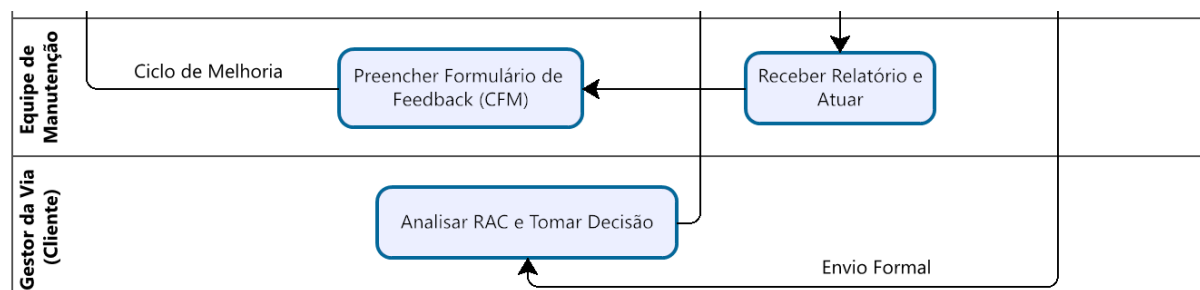 Equipe de
Manutenção
Ciclo de Melhoria
Preencher Formulário de
Feedback (CFM)
Receber Relatório e
Atuar
Gestor da Via
(Cliente)
Analisar RAC e Tomar Decisão
Envio Formal